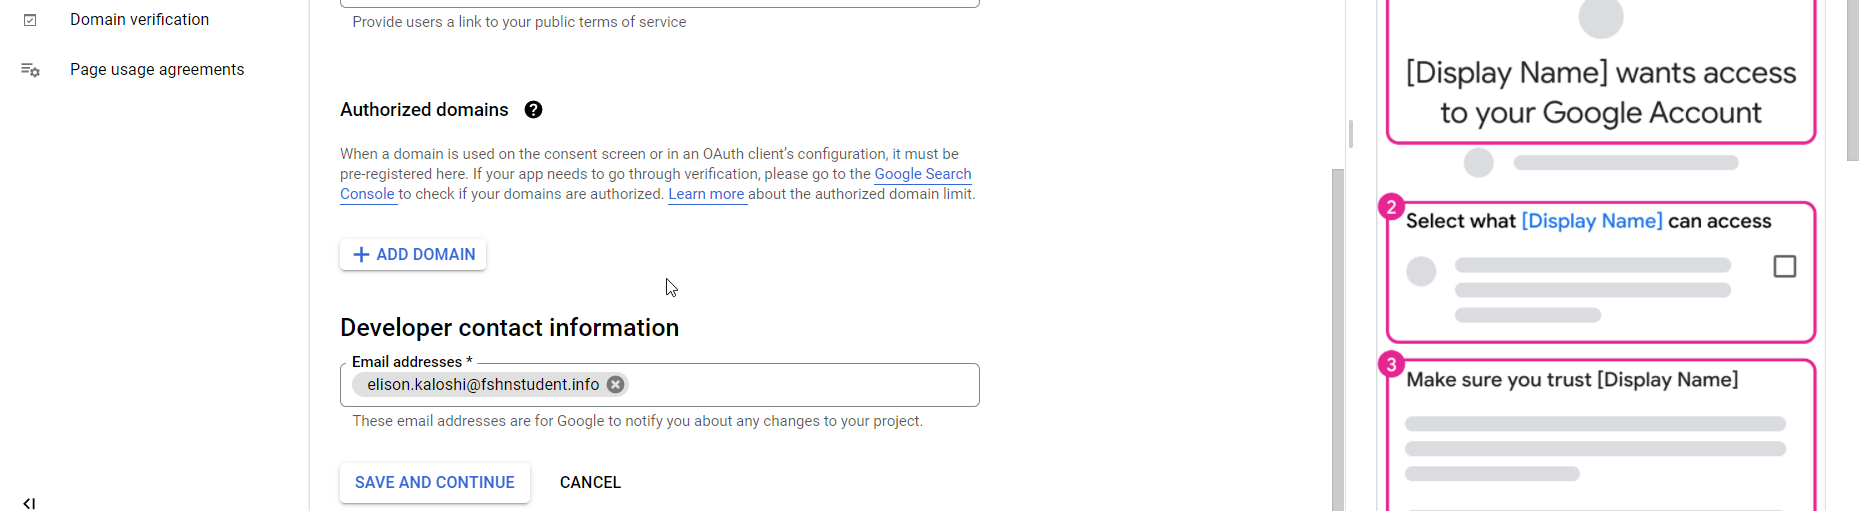 Domain verification
Page usage agreements
Provide users a link to your public terms of service
Authorized domains ?
When a domain is used on the consent screen or in an OAuth client’s configuration, it must be
pre-registered here. If your app needs to go through verification, please go to the Google Search
Console to check if your domains are authorized. Learn more about the authorized domain limit.
+ ADD DOMAIN
Developer contact information
Email addresses *
elison.kaloshi@fshnstudent.info
These email addresses are for Google to notify you about any changes to your project.
SAVE AND CONTINUE CANCEL
[Display Name] wants access
to your Google Account
2
Select what [Display Name] can access
3
Make sure you trust [Display Name]